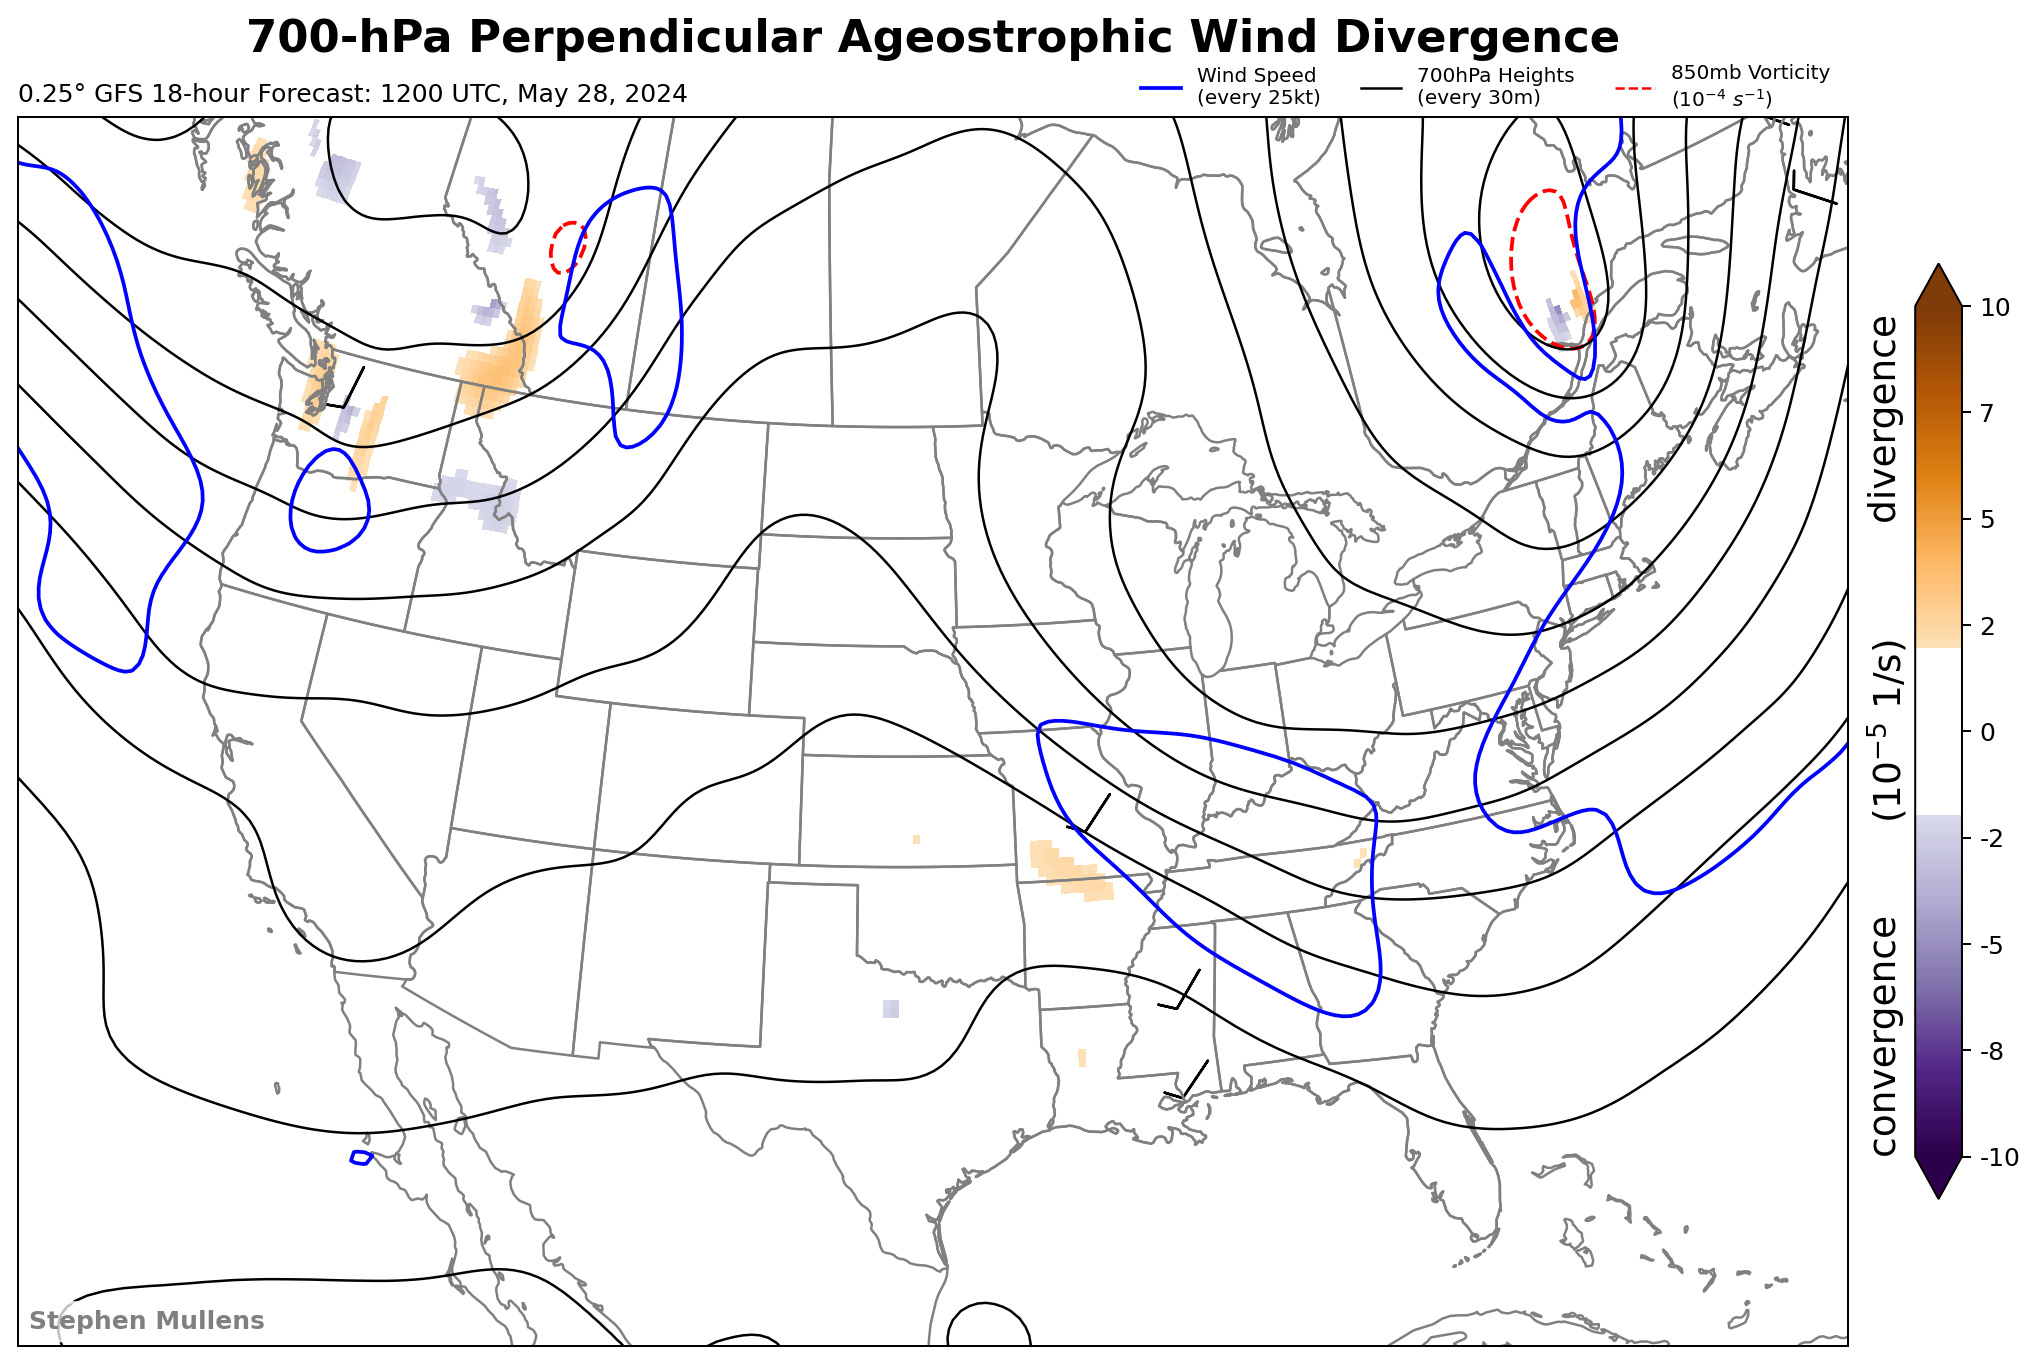 700-hPa Perpendicular Ageostrophic Wind Divergence
0.25° GFS 18-hour Forecast: 1200 UTC, May 28, 2024
Wind Speed
(every 25kt)
700hPa Heights
(every 30m)
850mb Vorticity
(10⁻⁴ s⁻¹)
10
7
5
2
0
-2
-5
-8
-10
convergence (10⁻⁵ 1/s) divergence
Stephen Mullens